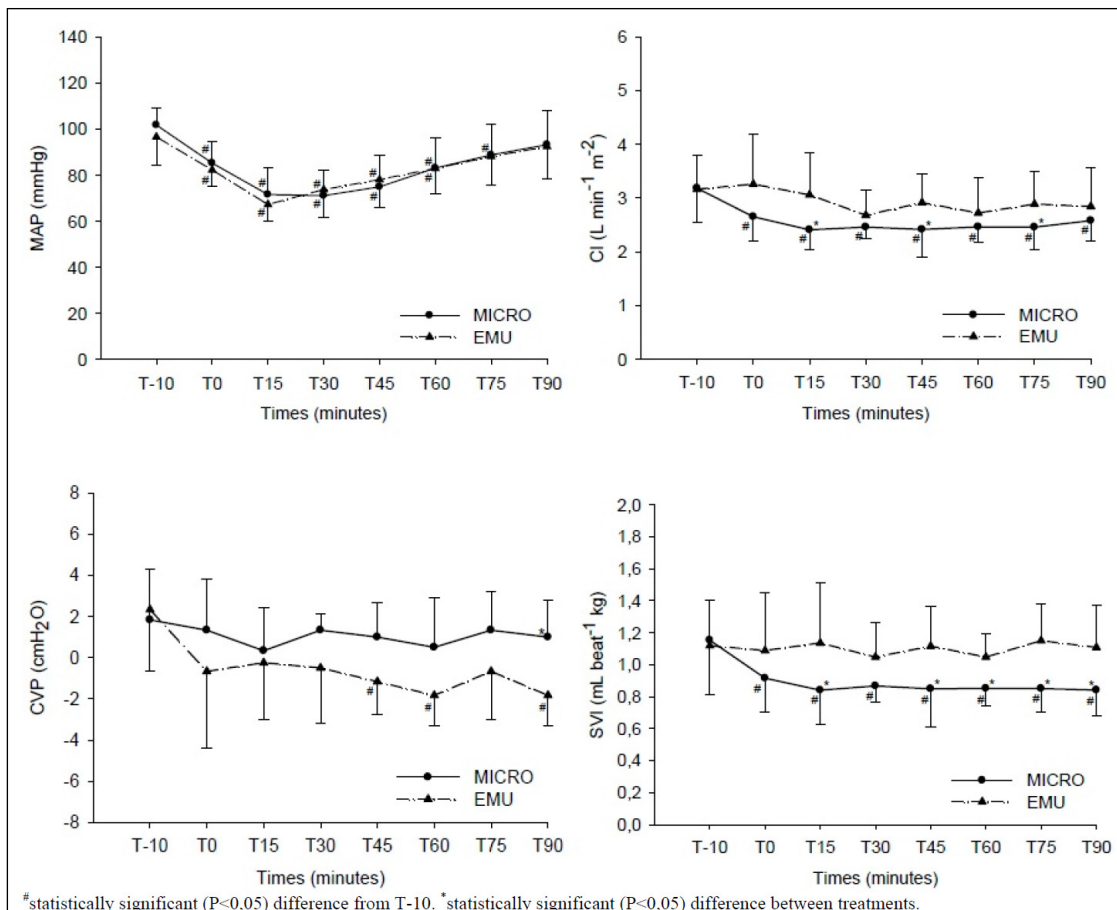 140
120
100
80
60
40
20
0
MAP (mmHg)
# # # # # #
# # # # #
MICRO
EMU
T-10 T0 T15 T30 T45 T60 T75 T90
Times (minutes)
6
5
4
3
2
1
0
CI (L min⁻¹ m⁻²)
* * *
# # # # # # #
MICRO
EMU
T-10 T0 T15 T30 T45 T60 T75 T90
Times (minutes)
8
6
4
2
0
-2
-4
-6
-8
CVP (cmH₂O)
*
# # #
MICRO
EMU
T-10 T0 T15 T30 T45 T60 T75 T90
Times (minutes)
2,0
1,8
1,6
1,4
1,2
1,0
0,8
0,6
0,4
0,2
0,0
SVI (mL beat⁻¹ kg)
* * * * *
# # # # # # #
MICRO
EMU
T-10 T0 T15 T30 T45 T60 T75 T90
Times (minutes)
#statistically significant (P<0.05) difference from T-10. *statistically significant (P<0.05) difference between treatments.